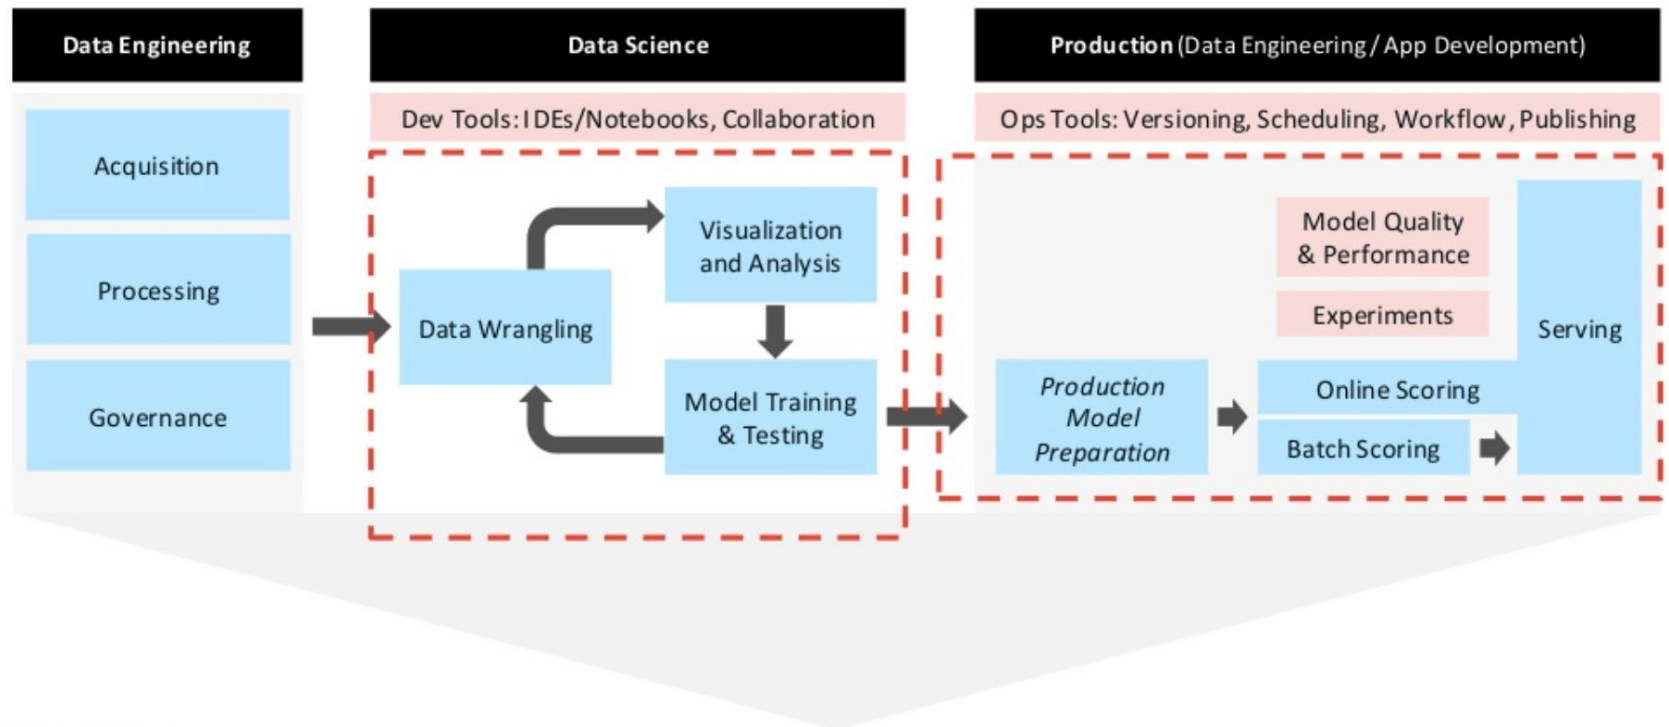 Data Engineering
Acquisition
Processing
Governance
Data Science
Dev Tools: IDEs/Notebooks, Collaboration
Data Wrangling
Visualization
and Analysis
Model Training
& Testing
Production (Data Engineering / App Development)
Ops Tools: Versioning, Scheduling, Workflow, Publishing
Production
Model
Preparation
Model Quality
& Performance
Experiments
Online Scoring
Batch Scoring
Serving